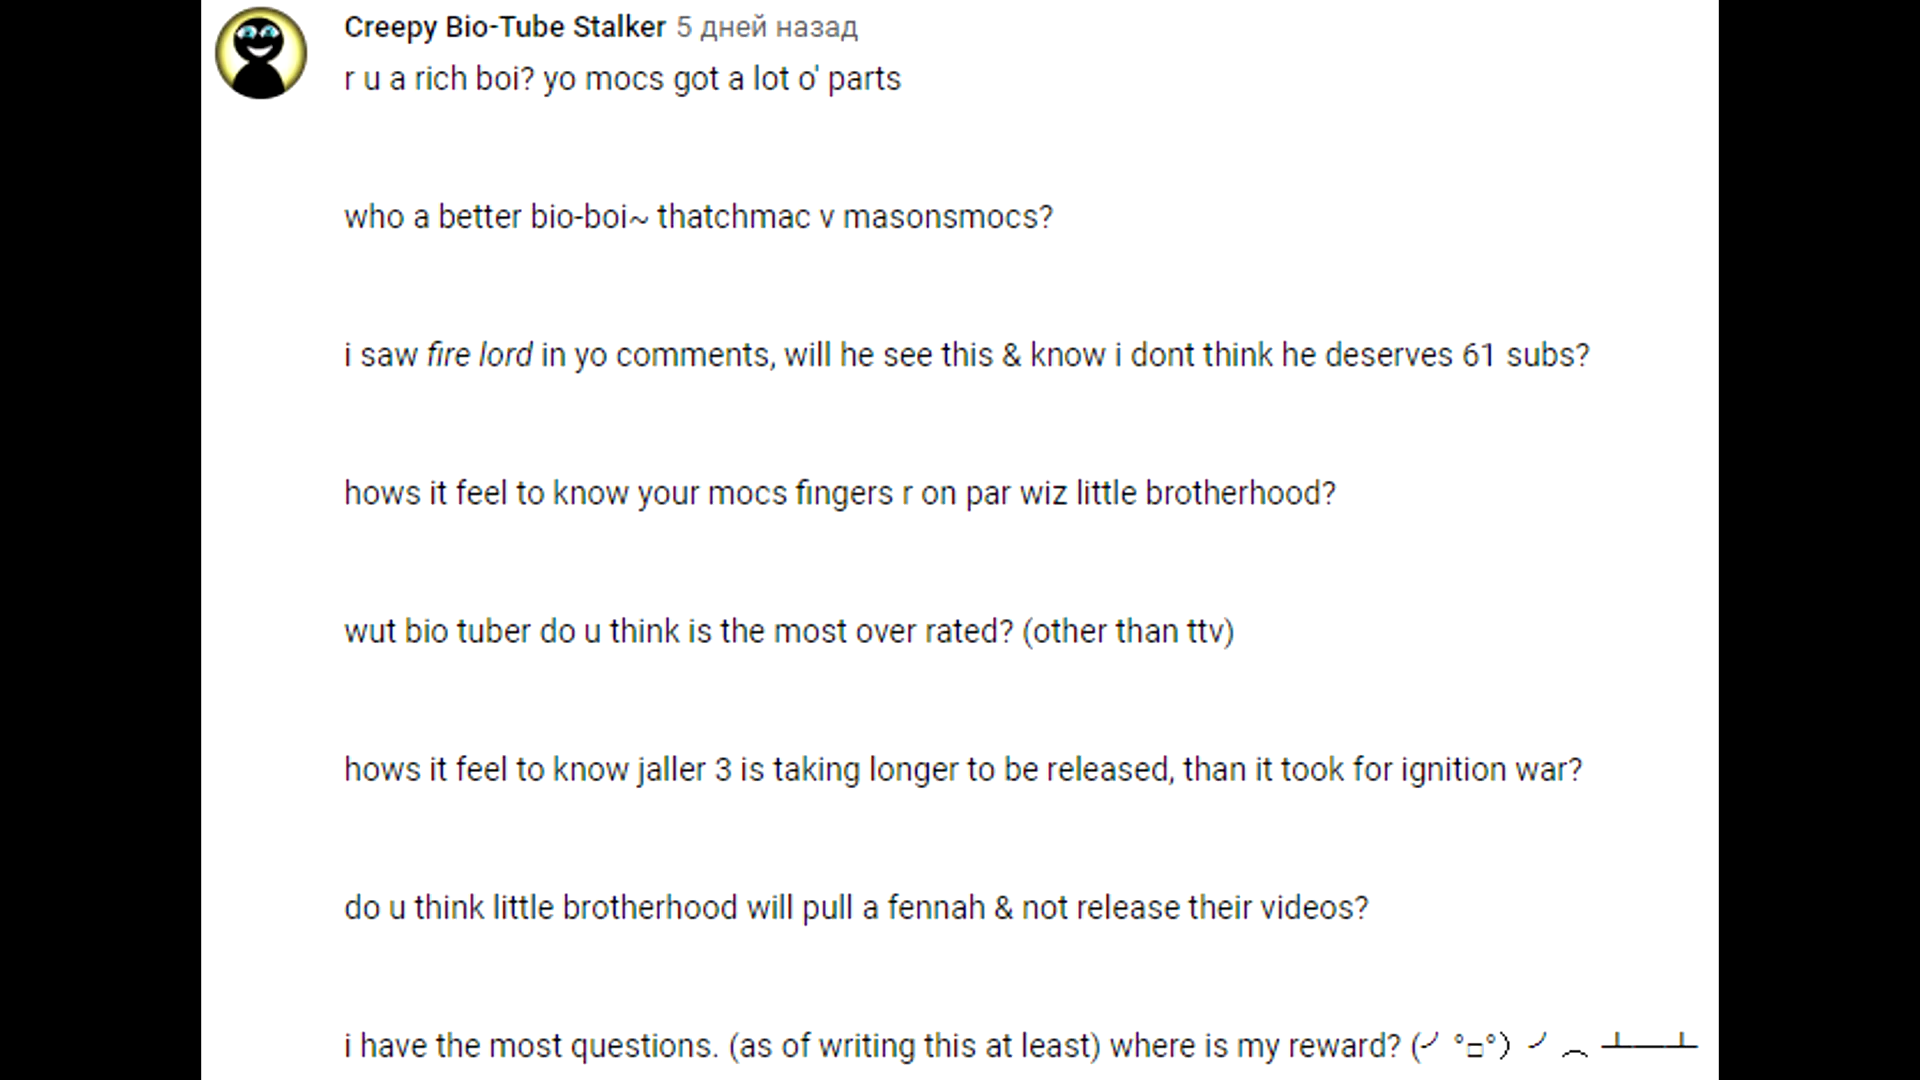 Creepy Bio-Tube Stalker 5 дней назад
r u a rich boi? yo mocs got a lot o' parts
who a better bio-boi~ thatchmac v masonsmocs?
i saw fire lord in yo comments, will he see this & know i dont think he deserves 61 subs?
hows it feel to know your mocs fingers r on par wiz little brotherhood?
wut bio tuber do u think is the most over rated? (other than ttv)
hows it feel to know jaller 3 is taking longer to be released, than it took for ignition war?
do u think little brotherhood will pull a fennah & not release their videos?
i have the most questions. (as of writing this at least) where is my reward? (╯°□°）╯︵ ┻━┻